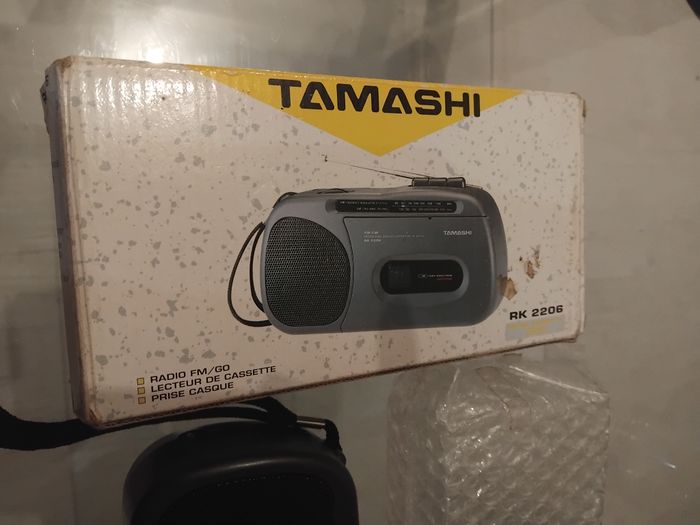 TAMASHI
TAMASHI
RK 2206
RADIO FM/GO
LECTEUR DE CASSETTE
PRISE CASQUE